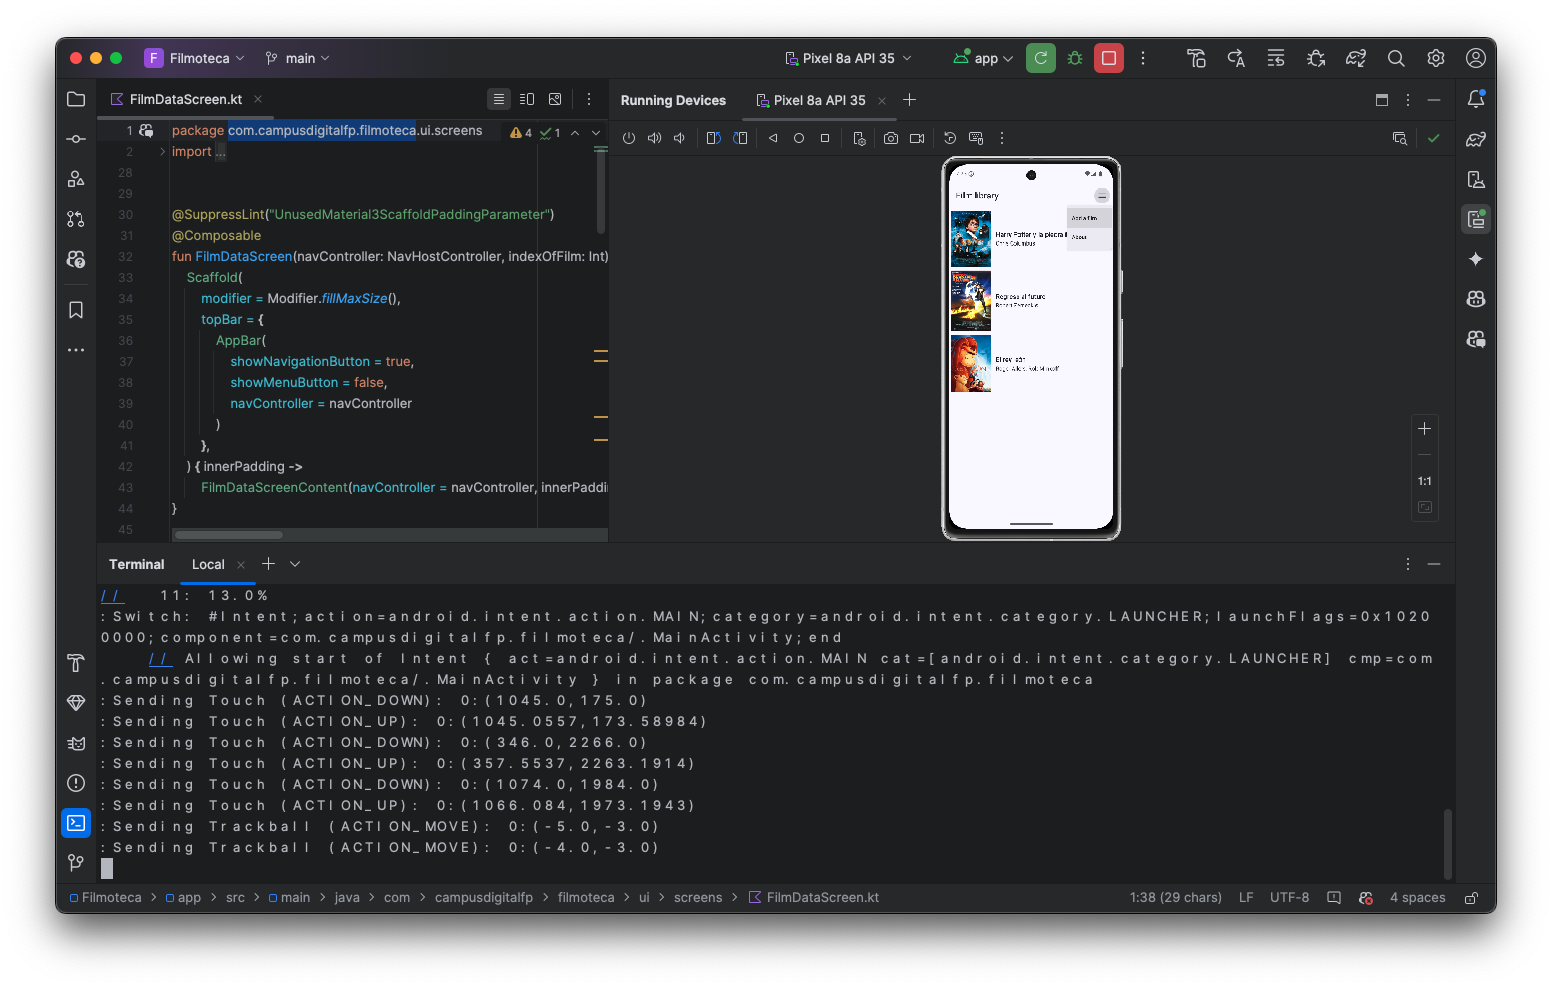 F Filmoteca
main
Pixel 8a API 35
app
FilmDataScreen.kt
Running Devices
Pixel 8a API 35
1 package com.campusdigitalfp.filmoteca.ui.screens
4 1
2 import ...
28
29
30 @SuppressLint("UnusedMaterial3ScaffoldPaddingParameter")
31 @Composable
32 fun FilmDataScreen(navController: NavHostController, indexOfFilm: Int)
33 Scaffold(
34 modifier = Modifier.fillMaxSize(),
35 topBar = {
36 AppBar(
37 showNavigationButton = true,
38 showMenuButton = false,
39 navController = navController
40 )
41 },
42 ) { innerPadding ->
43 FilmDataScreenContent(navController = navController, innerPaddi
44 }
45
Film library
Add a film
About
Harry Potter y la piedra
Chris Columbus
Regreso al futuro
Robert Zemeckis
El rey león
Roger Allers, Rob Minkoff
1:1
Terminal
Local
// 11: 13.0%
:Switch: #Intent;action=android.intent.action.MAIN;category=android.intent.category.LAUNCHER;launchFlags=0x1020
0000;component=com.campusdigitalfp.filmoteca/.MainActivity;end
// Allowing start of Intent { act=android.intent.action.MAIN cat=[android.intent.category.LAUNCHER] cmp=com
.campusdigitalfp.filmoteca/.MainActivity } in package com.campusdigitalfp.filmoteca
:Sending Touch (ACTION_DOWN): 0:(1045.0,175.0)
:Sending Touch (ACTION_UP): 0:(1045.0557,173.58984)
:Sending Touch (ACTION_DOWN): 0:(346.0,2266.0)
:Sending Touch (ACTION_UP): 0:(357.5537,2263.1914)
:Sending Touch (ACTION_DOWN): 0:(1074.0,1984.0)
:Sending Touch (ACTION_UP): 0:(1066.084,1973.1943)
:Sending Trackball (ACTION_MOVE): 0:(-5.0,-3.0)
:Sending Trackball (ACTION_MOVE): 0:(-4.0,-3.0)
Filmoteca > app > src > main > java > com > campusdigitalfp > filmoteca > ui > screens > FilmDataScreen.kt
1:38 (29 chars) LF UTF-8 4 spaces